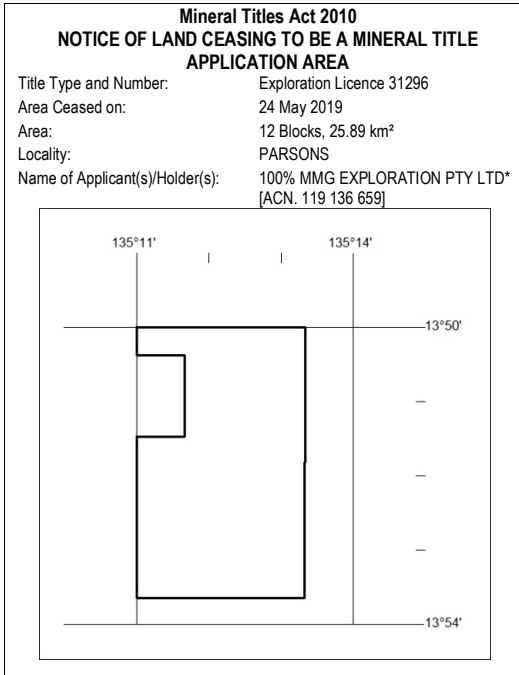 Mineral Titles Act 2010
NOTICE OF LAND CEASING TO BE A MINERAL TITLE
APPLICATION AREA
Title Type and Number: Exploration Licence 31296
Area Ceased on: 24 May 2019
Area: 12 Blocks, 25.89 km²
Locality: PARSONS
Name of Applicant(s)/Holder(s): 100% MMG EXPLORATION PTY LTD*
[ACN. 119 136 659]
135°11' 135°14'
13°50'
13°54'